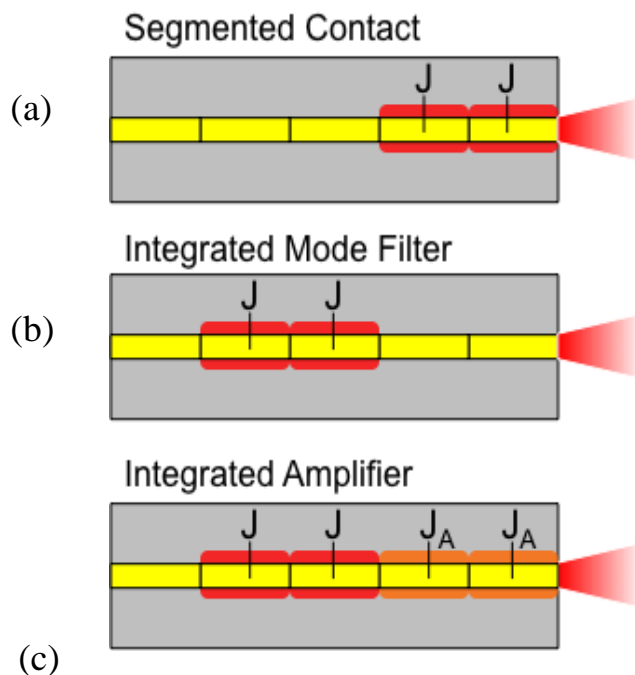 Segmented Contact
(a)
J J
Integrated Mode Filter
J J
(b)
Integrated Amplifier
J J JA JA
(c)